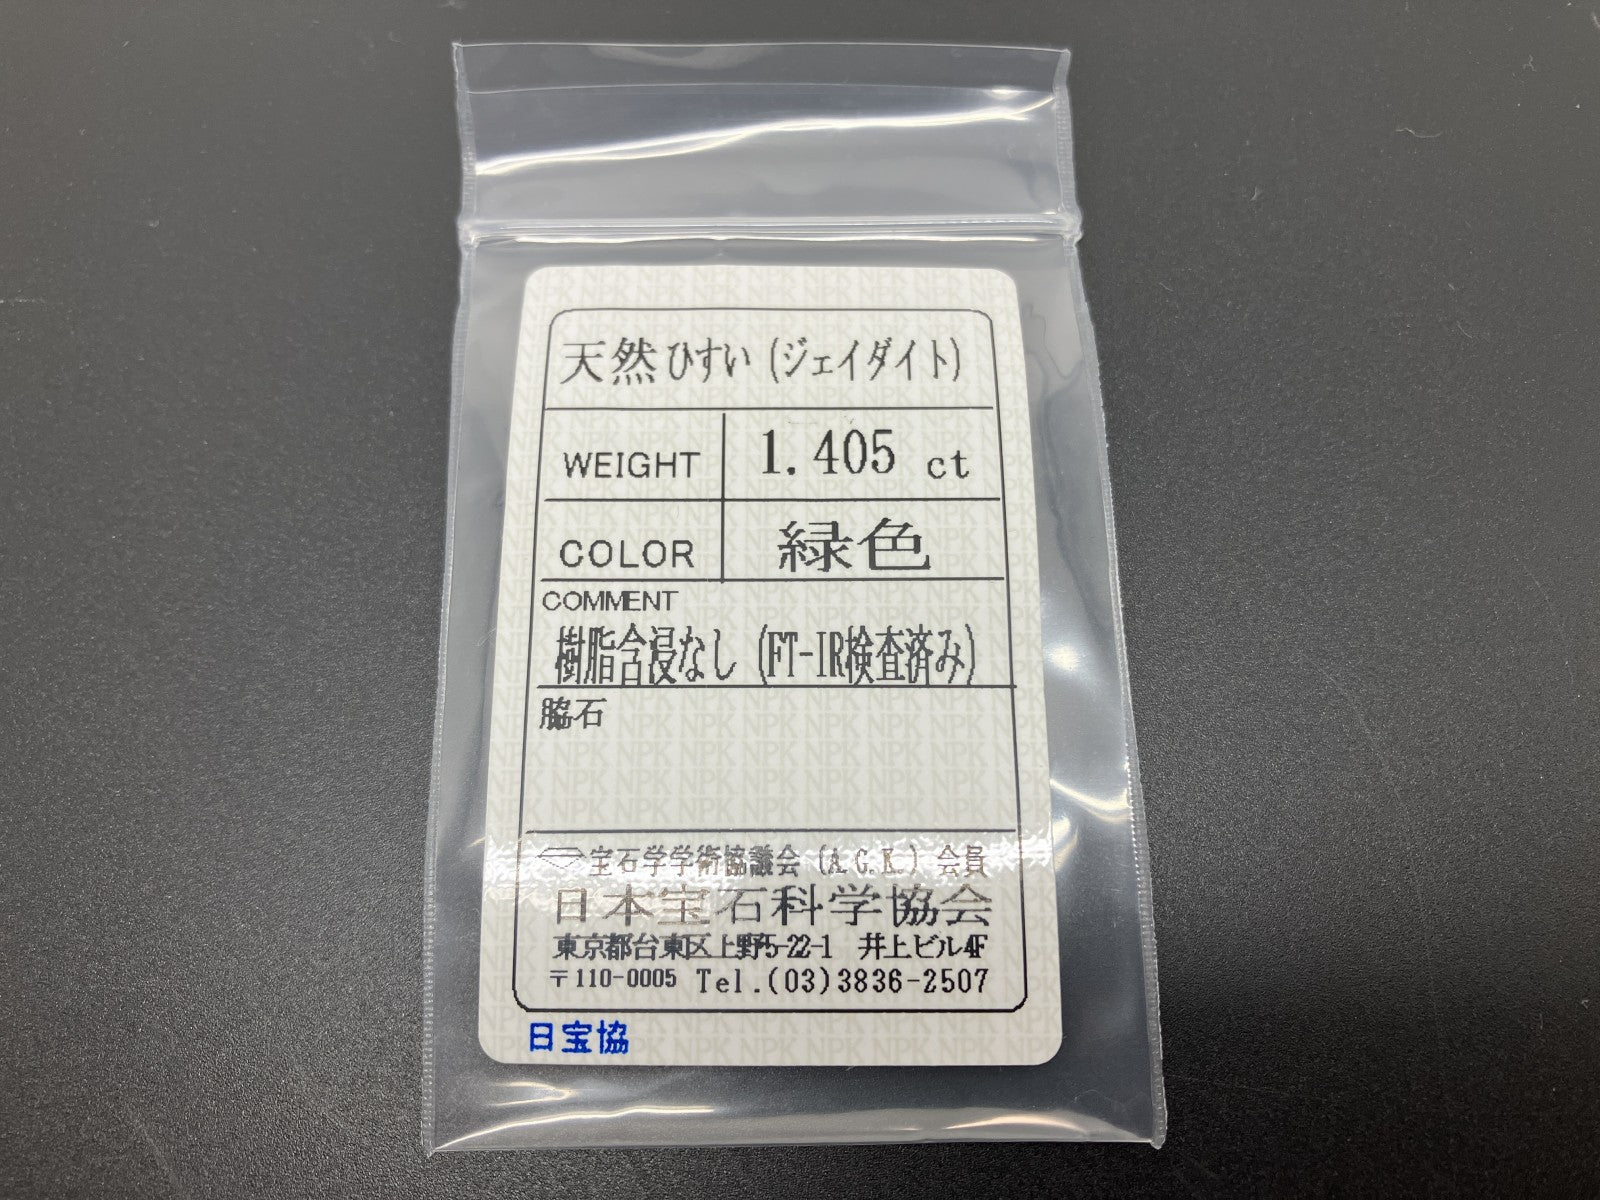 天然ひすい(ジェイダイト)
WEIGHT 1.405 ct
COLOR 緑色
COMMENT
樹脂含浸なし (FT-IR検査済み)
脇石
宝石学学術協議会 (A.G.K.) 会員
日本宝石科学協会
東京都台東区上野5-22-1 井上ビル4F
〒110-0005 Tel.(03)3836-2507
日宝協